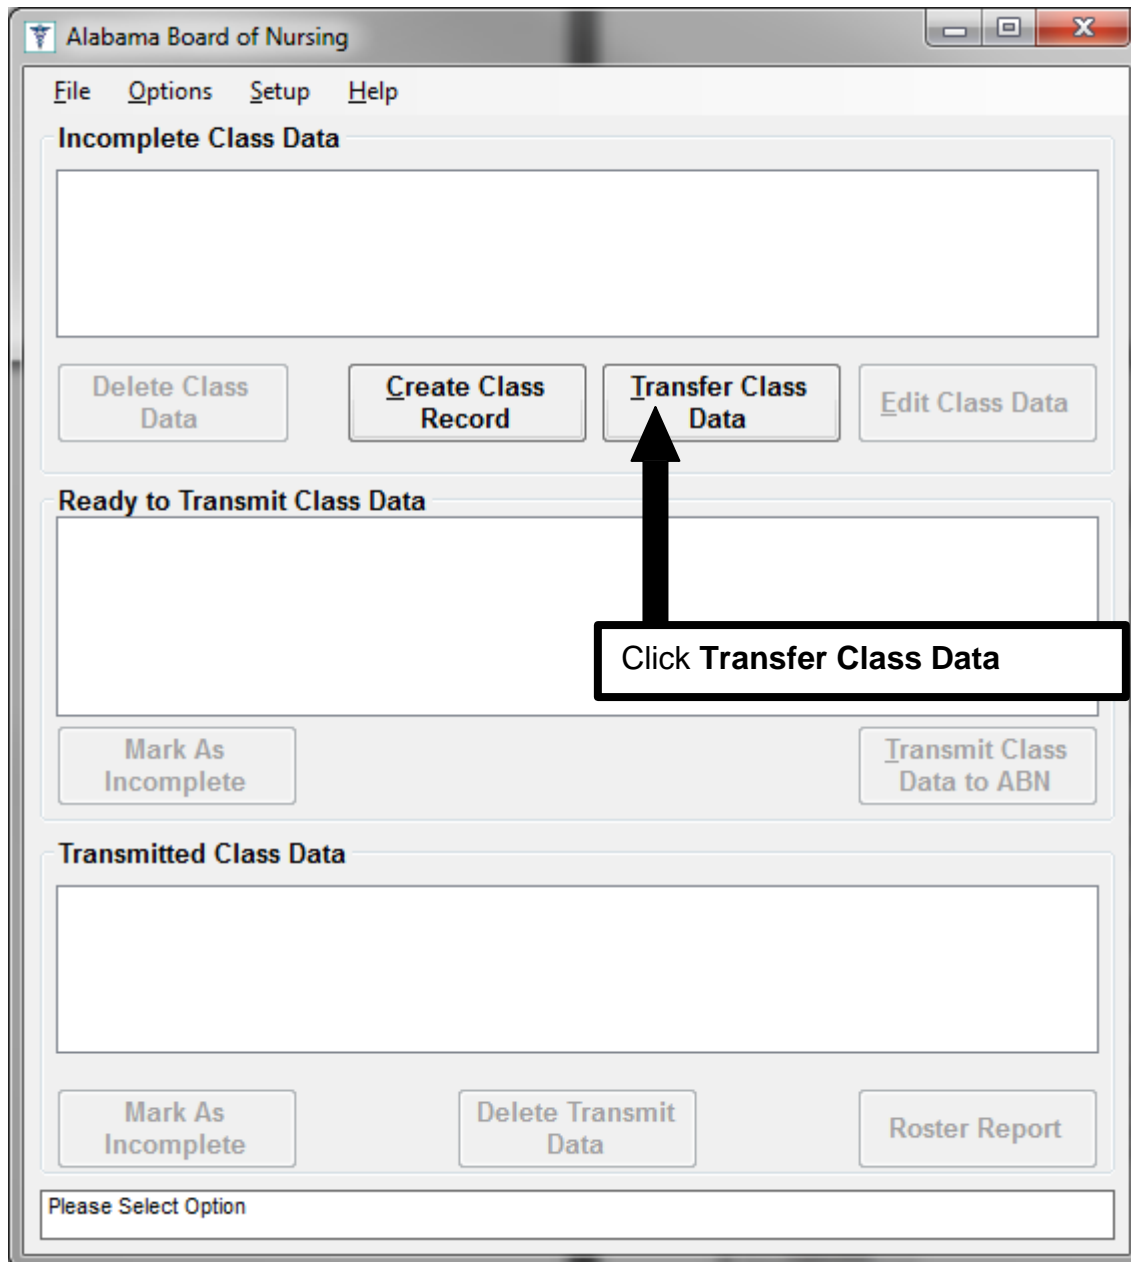 Alabama Board of Nursing
File Options Setup Help
Incomplete Class Data
Delete Class
Data
Create Class
Record
Transfer Class
Data
Edit Class Data
Ready to Transmit Class Data
Click Transfer Class Data
Mark As
Incomplete
Transmit Class
Data to ABN
Transmitted Class Data
Mark As
Incomplete
Delete Transmit
Data
Roster Report
Please Select Option